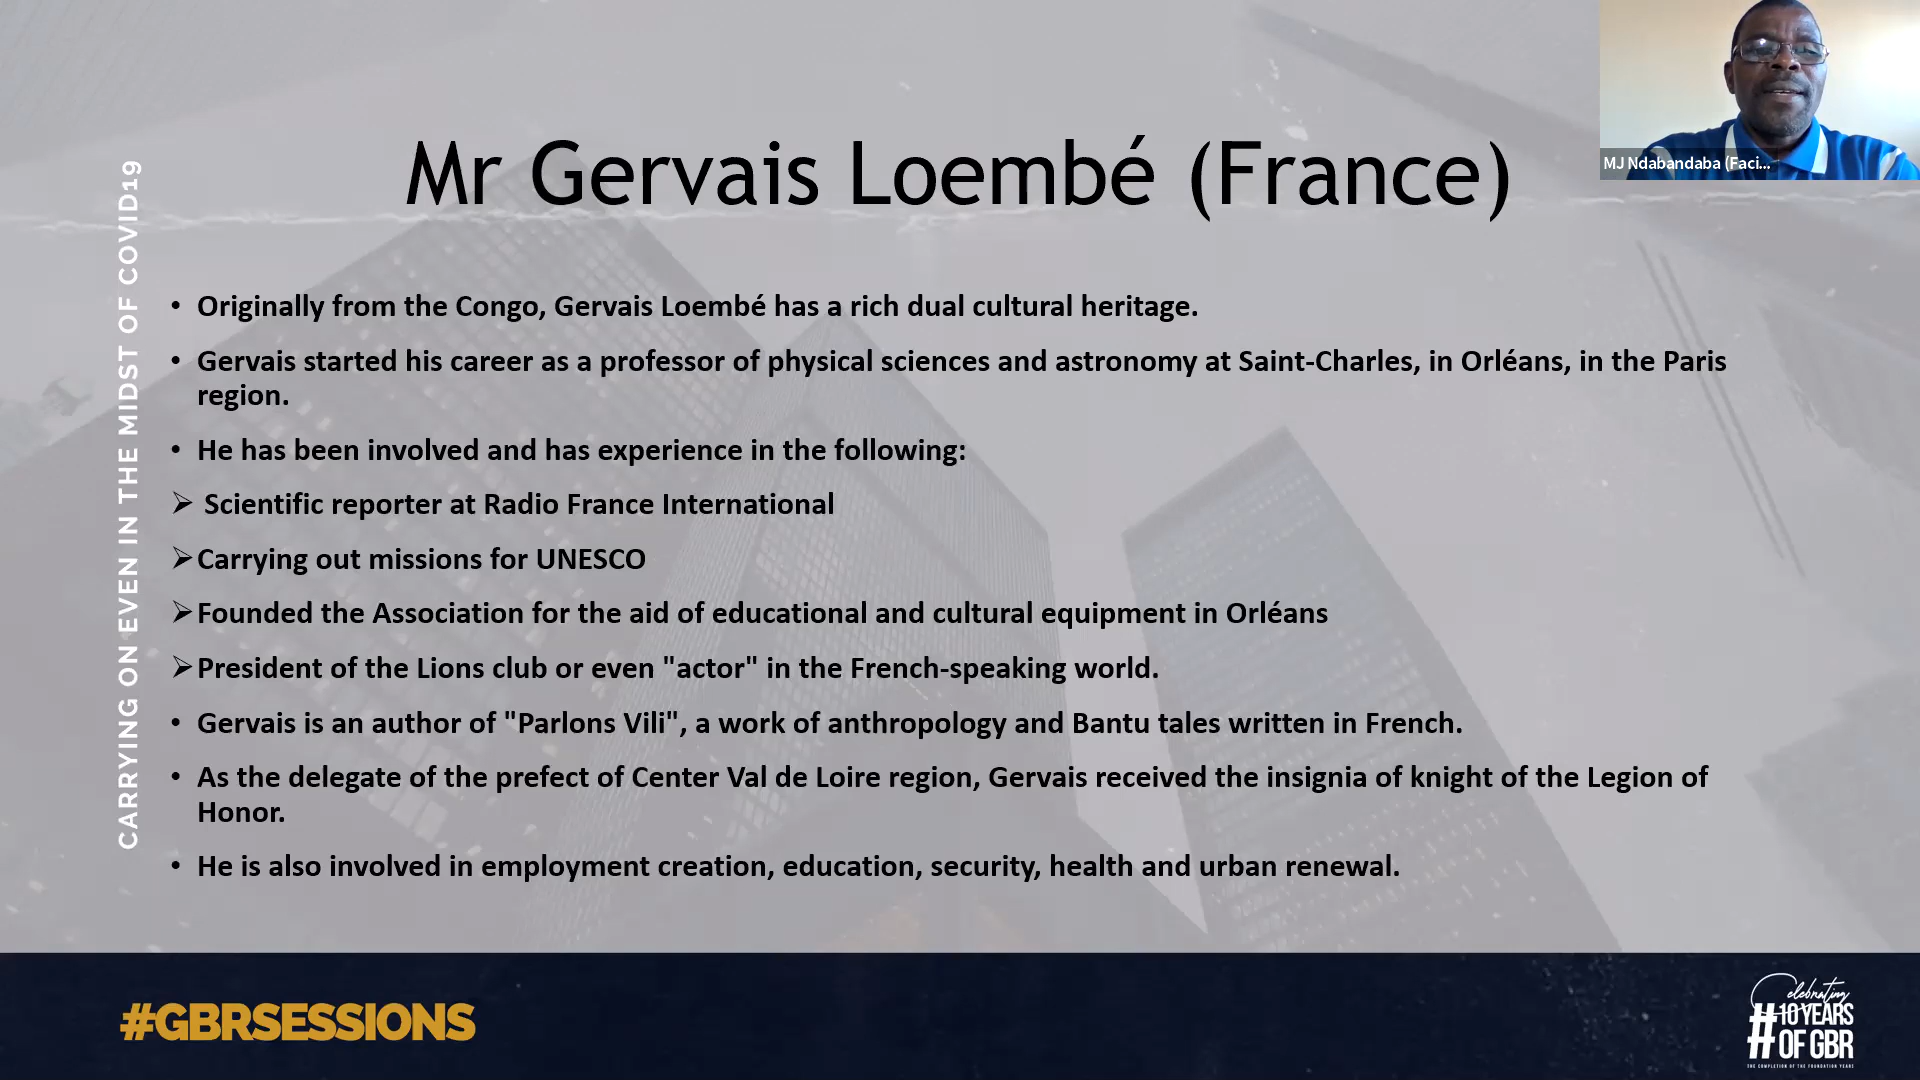 Mr Gervais Loembé (France)
MJ Ndabandaba (Faci...
CARRYING ON EVEN IN THE MIDST OF COVID19
• Originally from the Congo, Gervais Loembé has a rich dual cultural heritage.
• Gervais started his career as a professor of physical sciences and astronomy at Saint-Charles, in Orléans, in the Paris
region.
• He has been involved and has experience in the following:
➢ Scientific reporter at Radio France International
➢ Carrying out missions for UNESCO
➢ Founded the Association for the aid of educational and cultural equipment in Orléans
➢ President of the Lions club or even "actor" in the French-speaking world.
• Gervais is an author of "Parlons Vili", a work of anthropology and Bantu tales written in French.
• As the delegate of the prefect of Center Val de Loire region, Gervais received the insignia of knight of the Legion of
Honor.
• He is also involved in employment creation, education, security, health and urban renewal.
#GBRSESSIONS
Celebrating
#10 YEARS
OF GBR
THE COMPLETION OF THE FOUNDATION YEARS